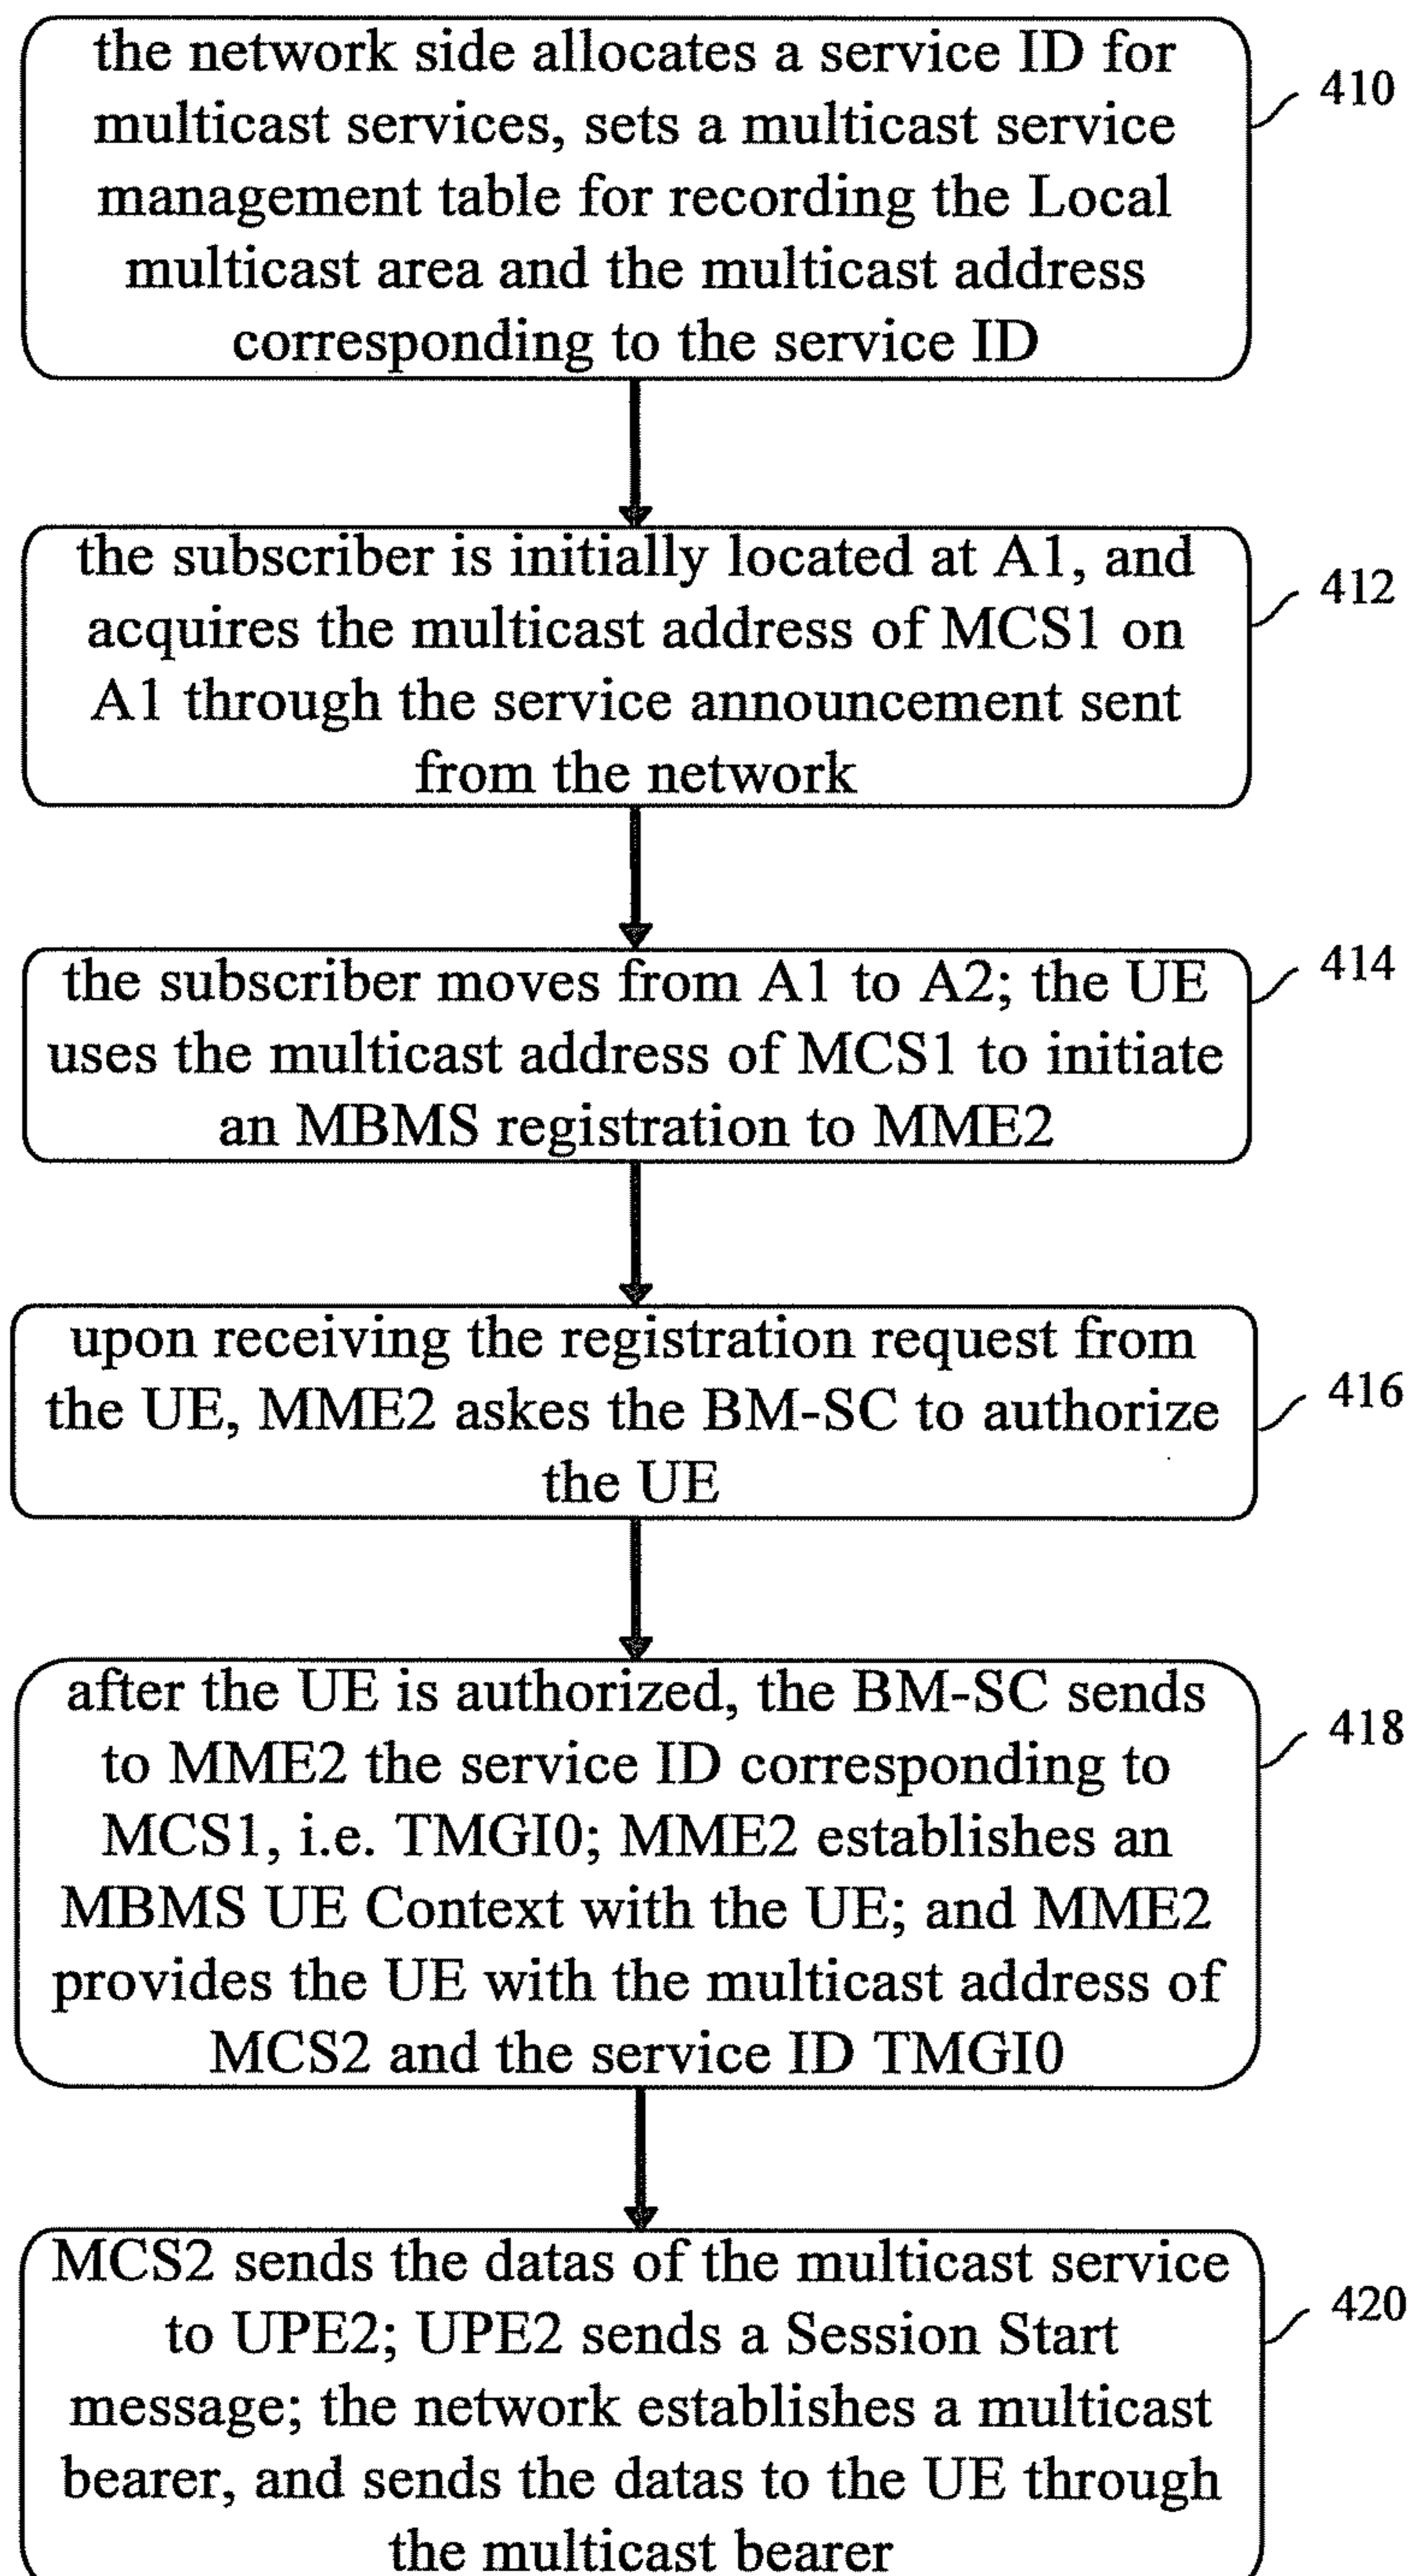 the network side allocates a service ID for
multicast services, sets a multicast service
management table for recording the Local
multicast area and the multicast address
corresponding to the service ID
410
the subscriber is initially located at A1, and
acquires the multicast address of MCS1 on
A1 through the service announcement sent
from the network
412
the subscriber moves from A1 to A2; the UE
uses the multicast address of MCS1 to initiate
an MBMS registration to MME2
414
upon receiving the registration request from
the UE, MME2 askes the BM-SC to authorize
the UE
416
after the UE is authorized, the BM-SC sends
to MME2 the service ID corresponding to
MCS1, i.e. TMGI0; MME2 establishes an
MBMS UE Context with the UE; and MME2
provides the UE with the multicast address of
MCS2 and the service ID TMGI0
418
MCS2 sends the datas of the multicast service
to UPE2; UPE2 sends a Session Start
message; the network establishes a multicast
bearer, and sends the datas to the UE through
the multicast bearer
420